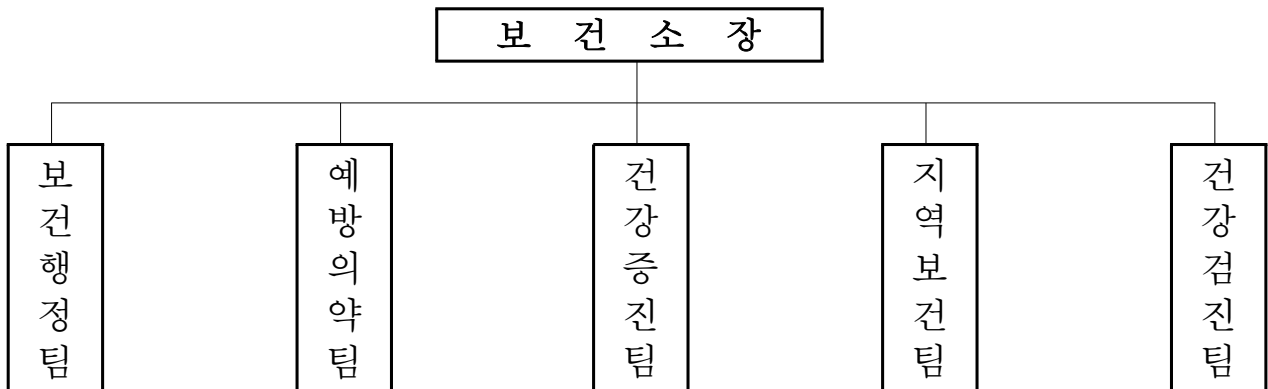 보 건 소 장
보건행정팀
예방의약팀
건강증진팀
지역보건팀
건강검진팀